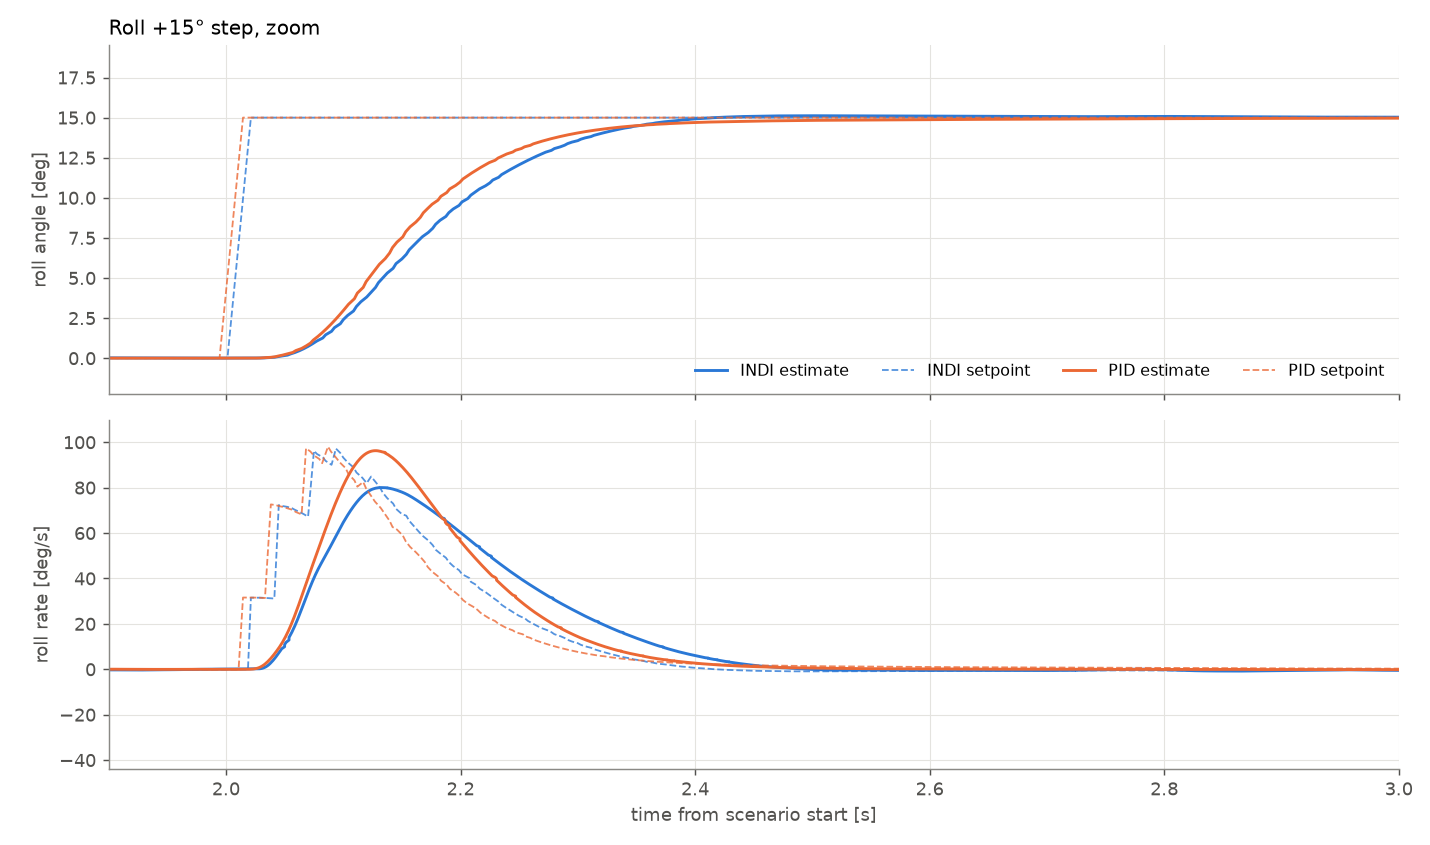 Roll +15° step, zoom
17.5
15.0
12.5
10.0
7.5
5.0
2.5
0.0
roll angle [deg]
INDI estimate INDI setpoint PID estimate PID setpoint
100
80
60
40
20
0
−20
−40
roll rate [deg/s]
2.0 2.2 2.4 2.6 2.8 3.0
time from scenario start [s]